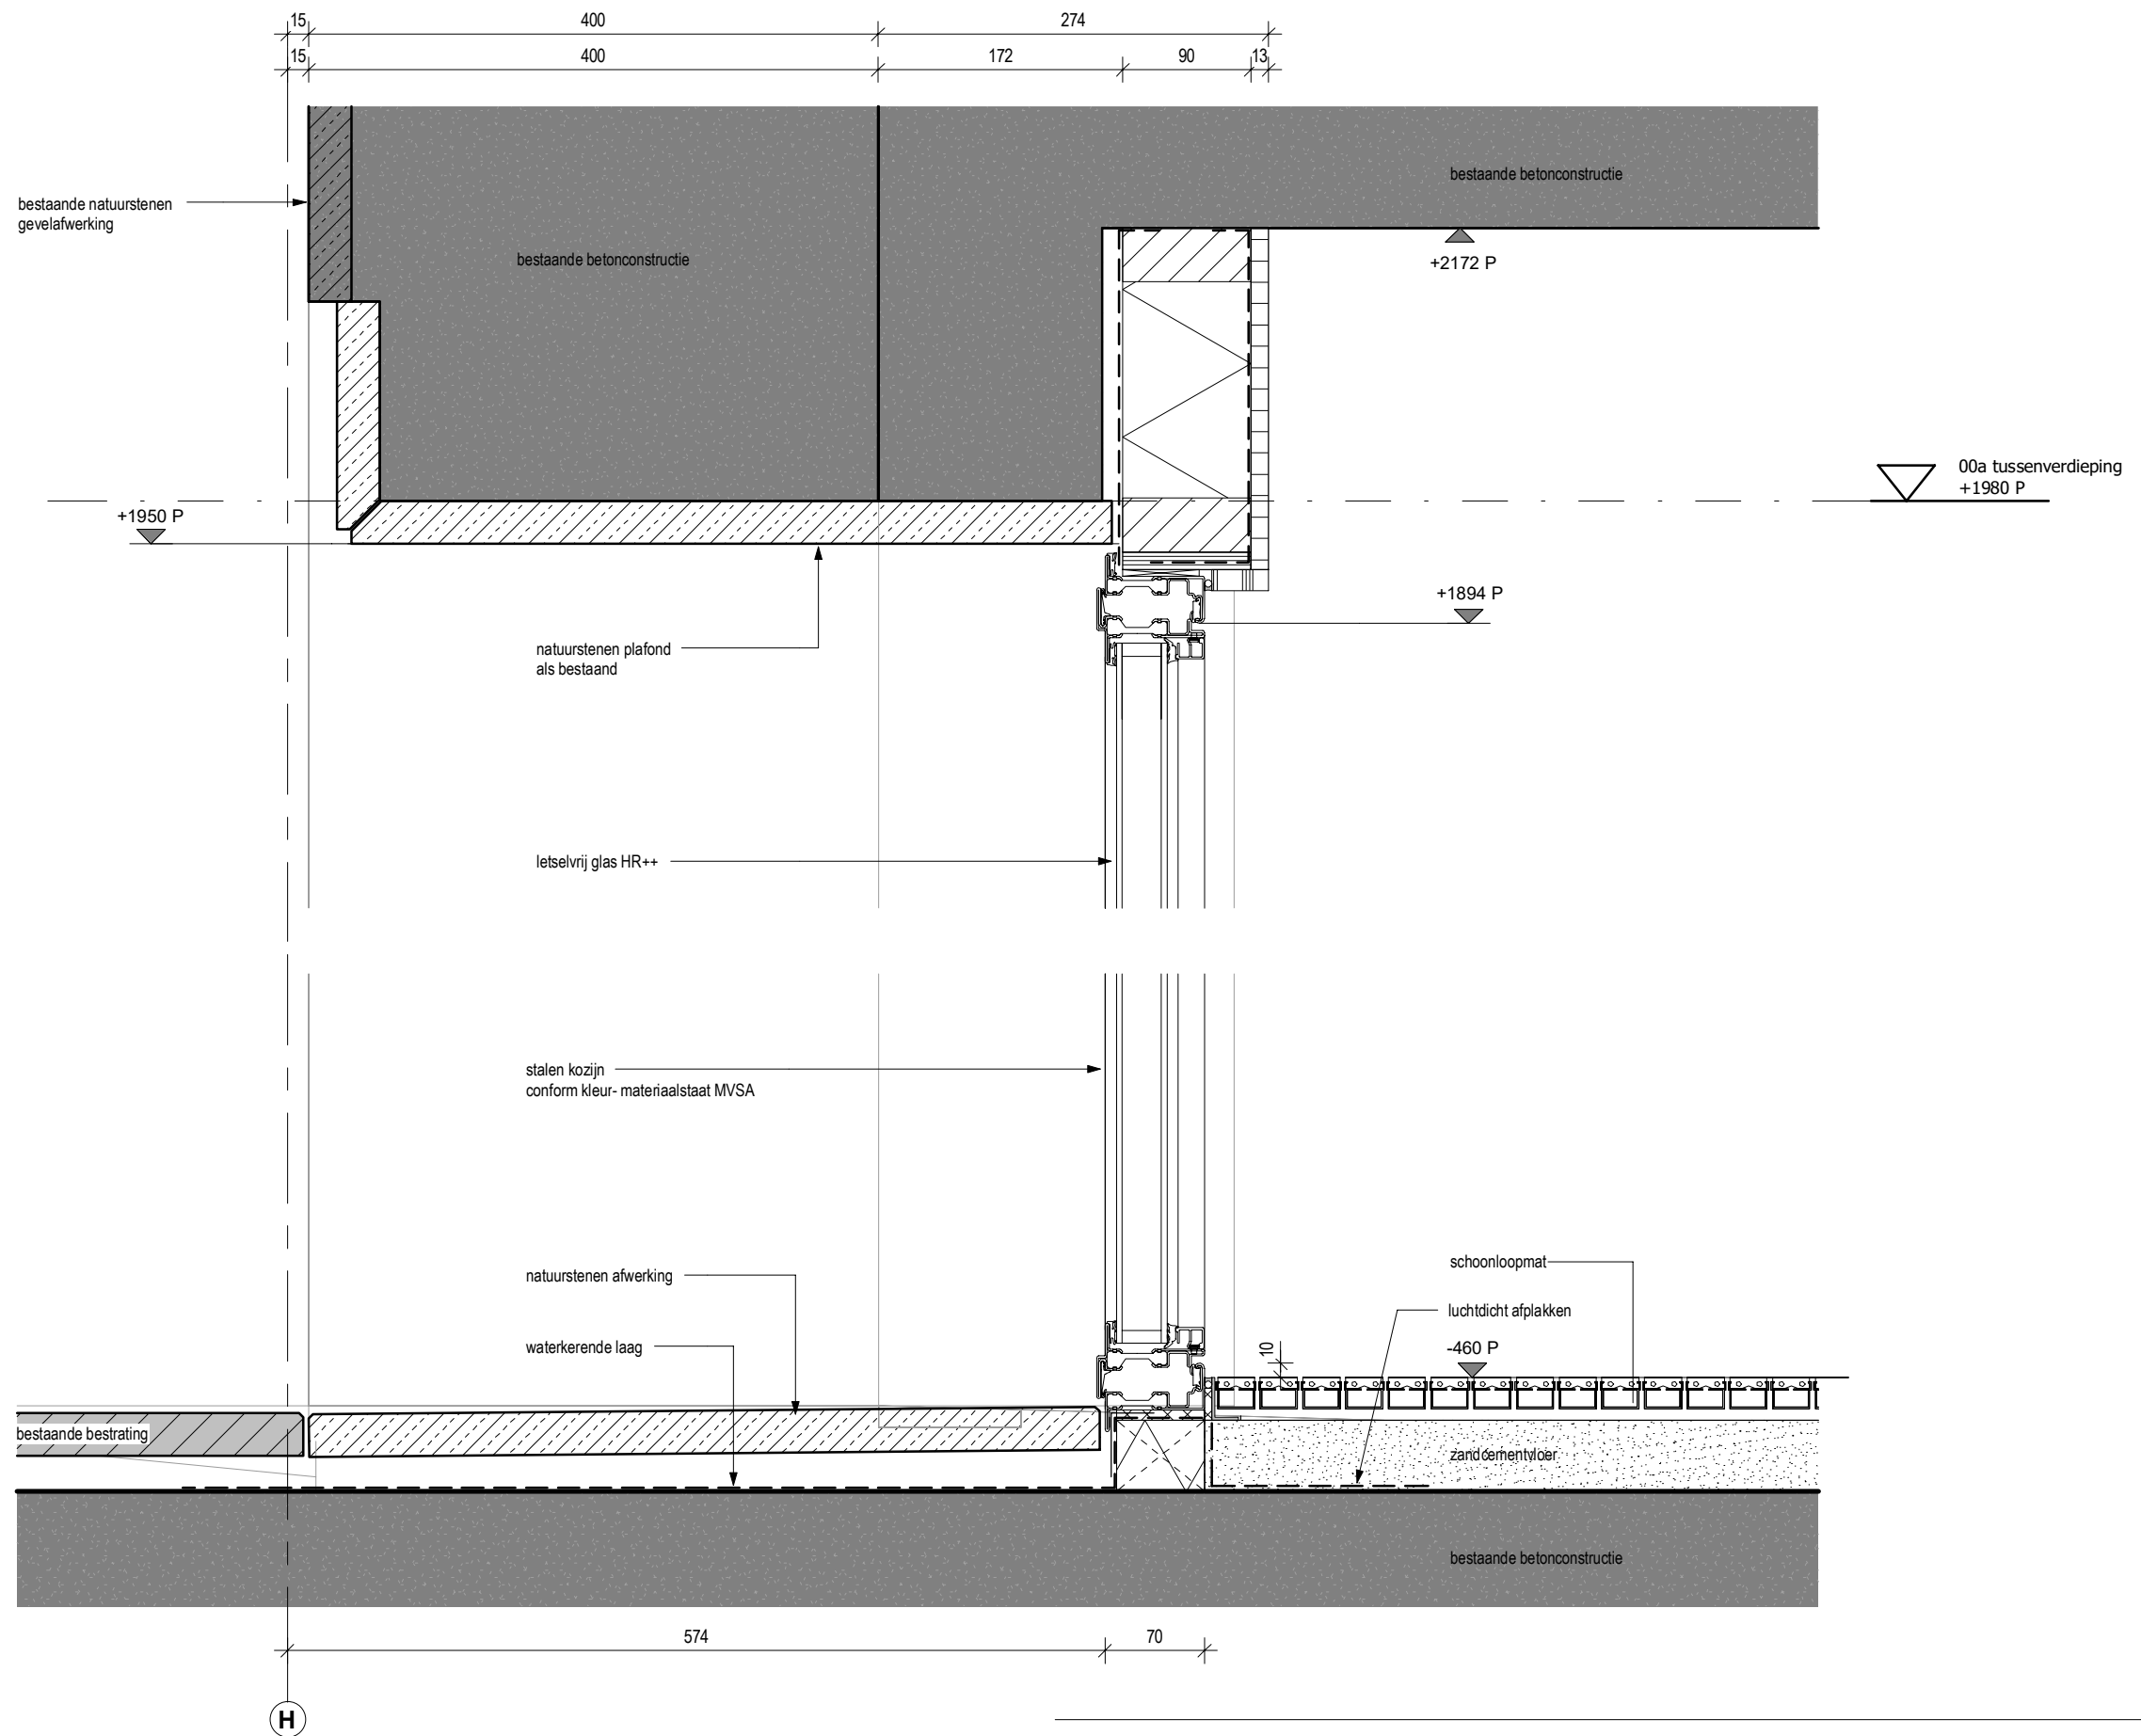 15
400
274
15
400
172
90
13
bestaande betonconstructie
bestaande natuurstenen
gevelafwerking
bestaande betonconstructie
+2172 P
00a tussenverdieping
+1980 P
+1950 P
+1894 P
natuurstenen plafond
als bestaand
letselvrij glas HR++
stalen kozijn
conform kleur- materiaalstaat MVSA
schoonloopmat
natuurstenen afwerking
luchtdicht afplakken
waterkerende laag
10
-460 P
bestaande bestrating
zandcementvloer
bestaande betonconstructie
574
70
H